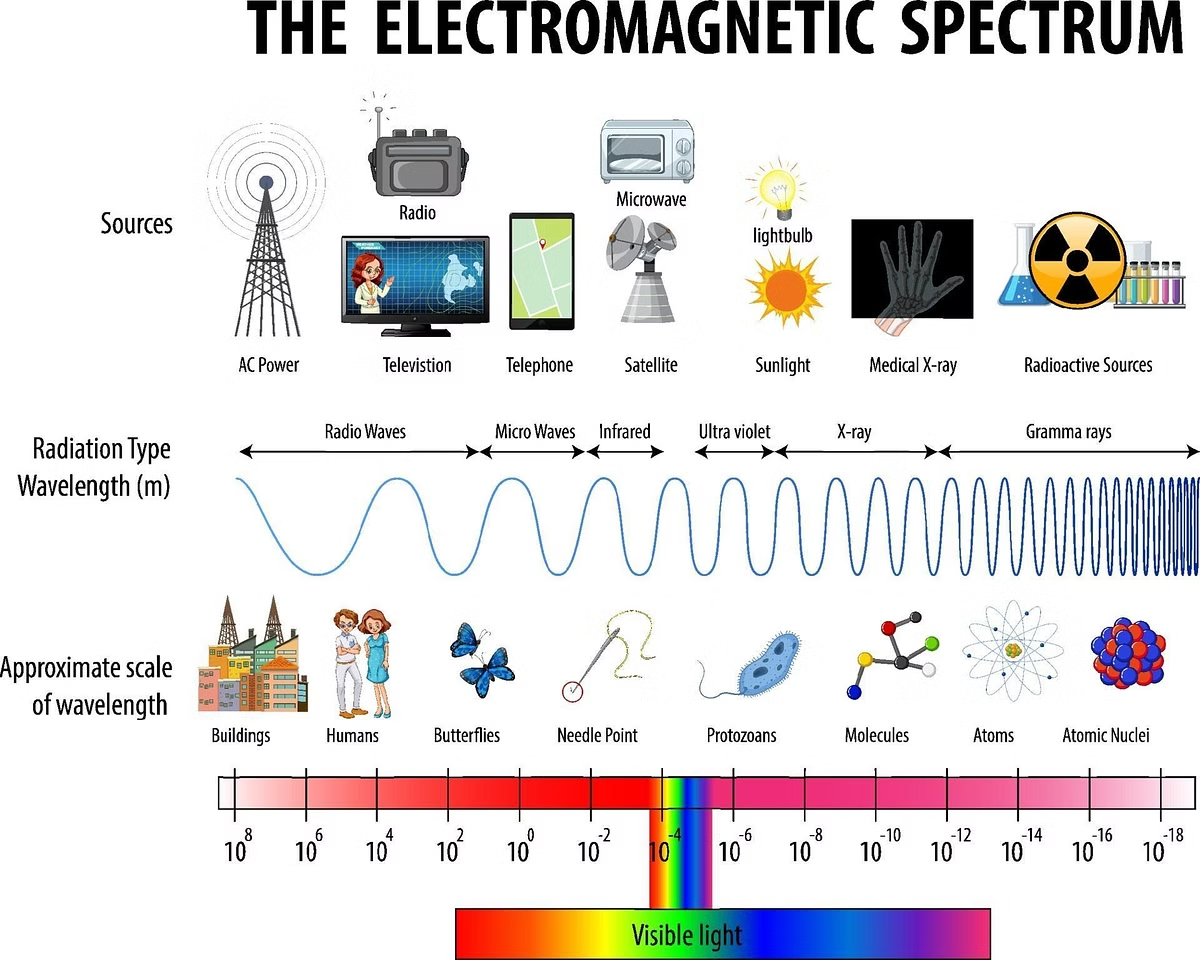 THE ELECTROMAGNETIC SPECTRUM
Sources
Radio
Microwave
lightbulb
AC Power
Televistion
Telephone
Satellite
Sunlight
Medical X-ray
Radioactive Sources
Radiation Type
Wavelength (m)
Radio Waves
Micro Waves
Infrared
Ultra violet
X-ray
Gramma rays
Approximate scale
of wavelength
Buildings
Humans
Butterflies
Needle Point
Protozoans
Molecules
Atoms
Atomic Nuclei
10^8 10^6 10^4 10^2 10^0 10^-2 10^-4 10^-6 10^-8 10^-10 10^-12 10^-14 10^-16 10^-18
Visible light